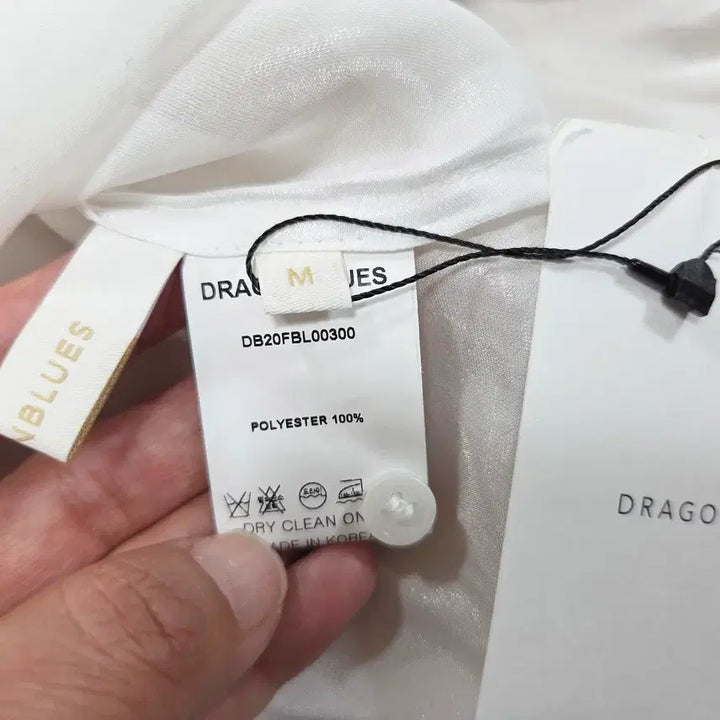 NBLUES
M
DRAG UES
DB20FBL00300
POLYESTER 100%
DRY CLEAN ON
ADE IN KOREA
DRAGO